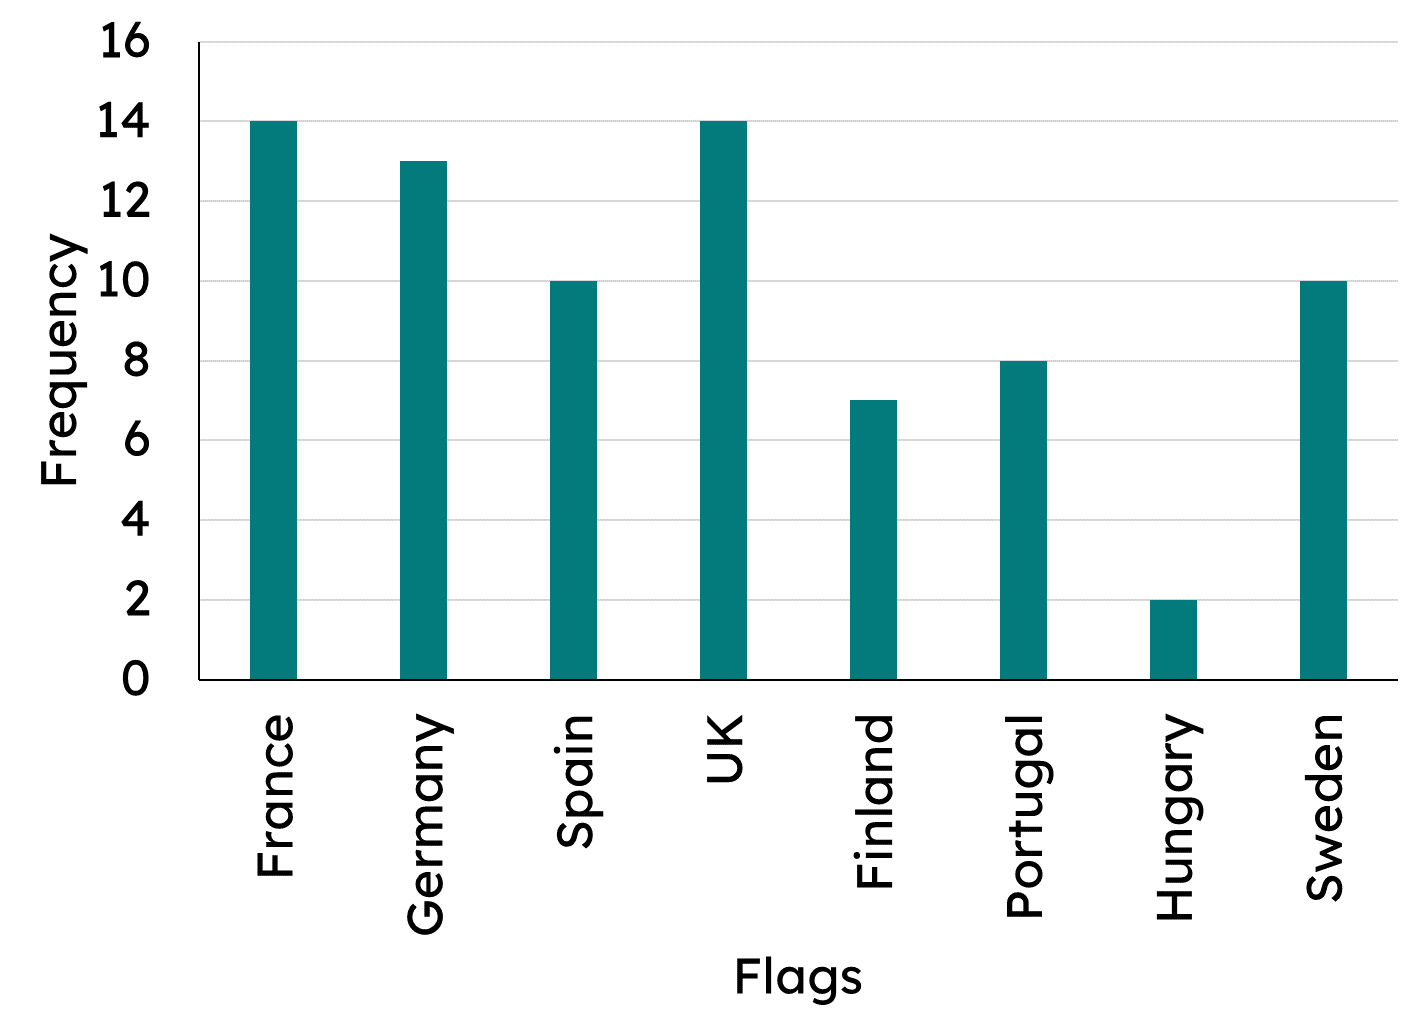 16
14
12
10
8
6
4
2
0
Frequency
France
Germany
Spain
UK
Finland
Portugal
Hungary
Sweden
Flags